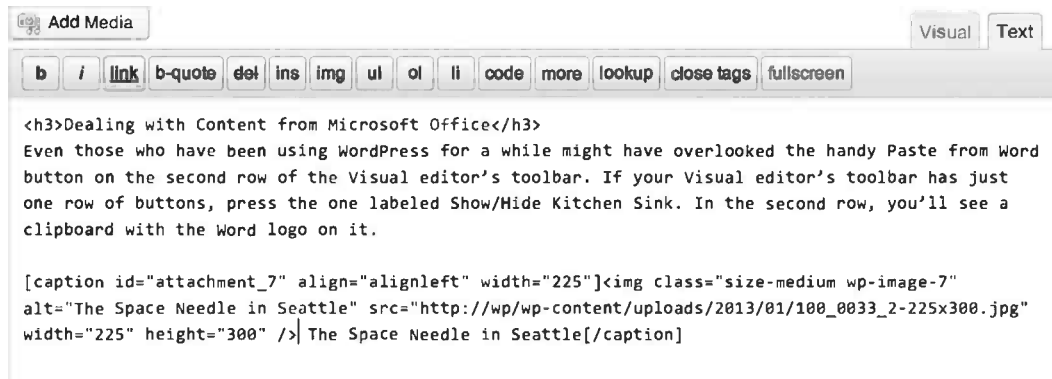 Add Media
Visual Text
b i link b-quote del ins img ul ol li code more lookup close tags fullscreen
<h3>Dealing with Content from Microsoft Office</h3>
Even those who have been using WordPress for a while might have overlooked the handy Paste from Word
button on the second row of the Visual editor's toolbar. If your Visual editor's toolbar has just
one row of buttons, press the one labeled Show/Hide Kitchen Sink. In the second row, you'll see a
clipboard with the Word logo on it.
[caption id="attachment_7" align="alignleft" width="225"]<img class="size-medium wp-image-7"
alt="The Space Needle in Seattle" src="http://wp/wp-content/uploads/2013/01/100_0033_2-225x300.jpg"
width="225" height="300" /> The Space Needle in Seattle[/caption]